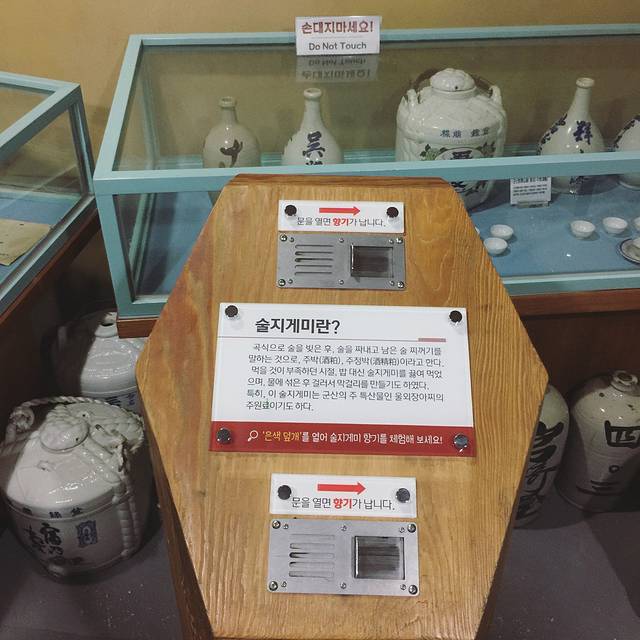 손대지마세요!
Do Not Touch
문을 열면 향기가 납니다.
술지게미란?
곡식으로 술을 빚은 후, 술을 짜내고 남은 술 찌꺼기를
말하는 것으로, 주박(酒粕), 주정박(酒精粕)이라고 한다.
먹을 것이 부족하던 시절, 밥 대신 술지게미를 끓여 먹었
으며, 물에 섞은 후 걸러서 막걸리를 만들기도 하였다.
특히, 이 술지게미는 군산의 주 특산물인 울외장아찌의
주원료이기도 하다.
'은색 덮개'를 열어 술지게미 향기를 체험해 보세요!
문을 열면 향기가 납니다.